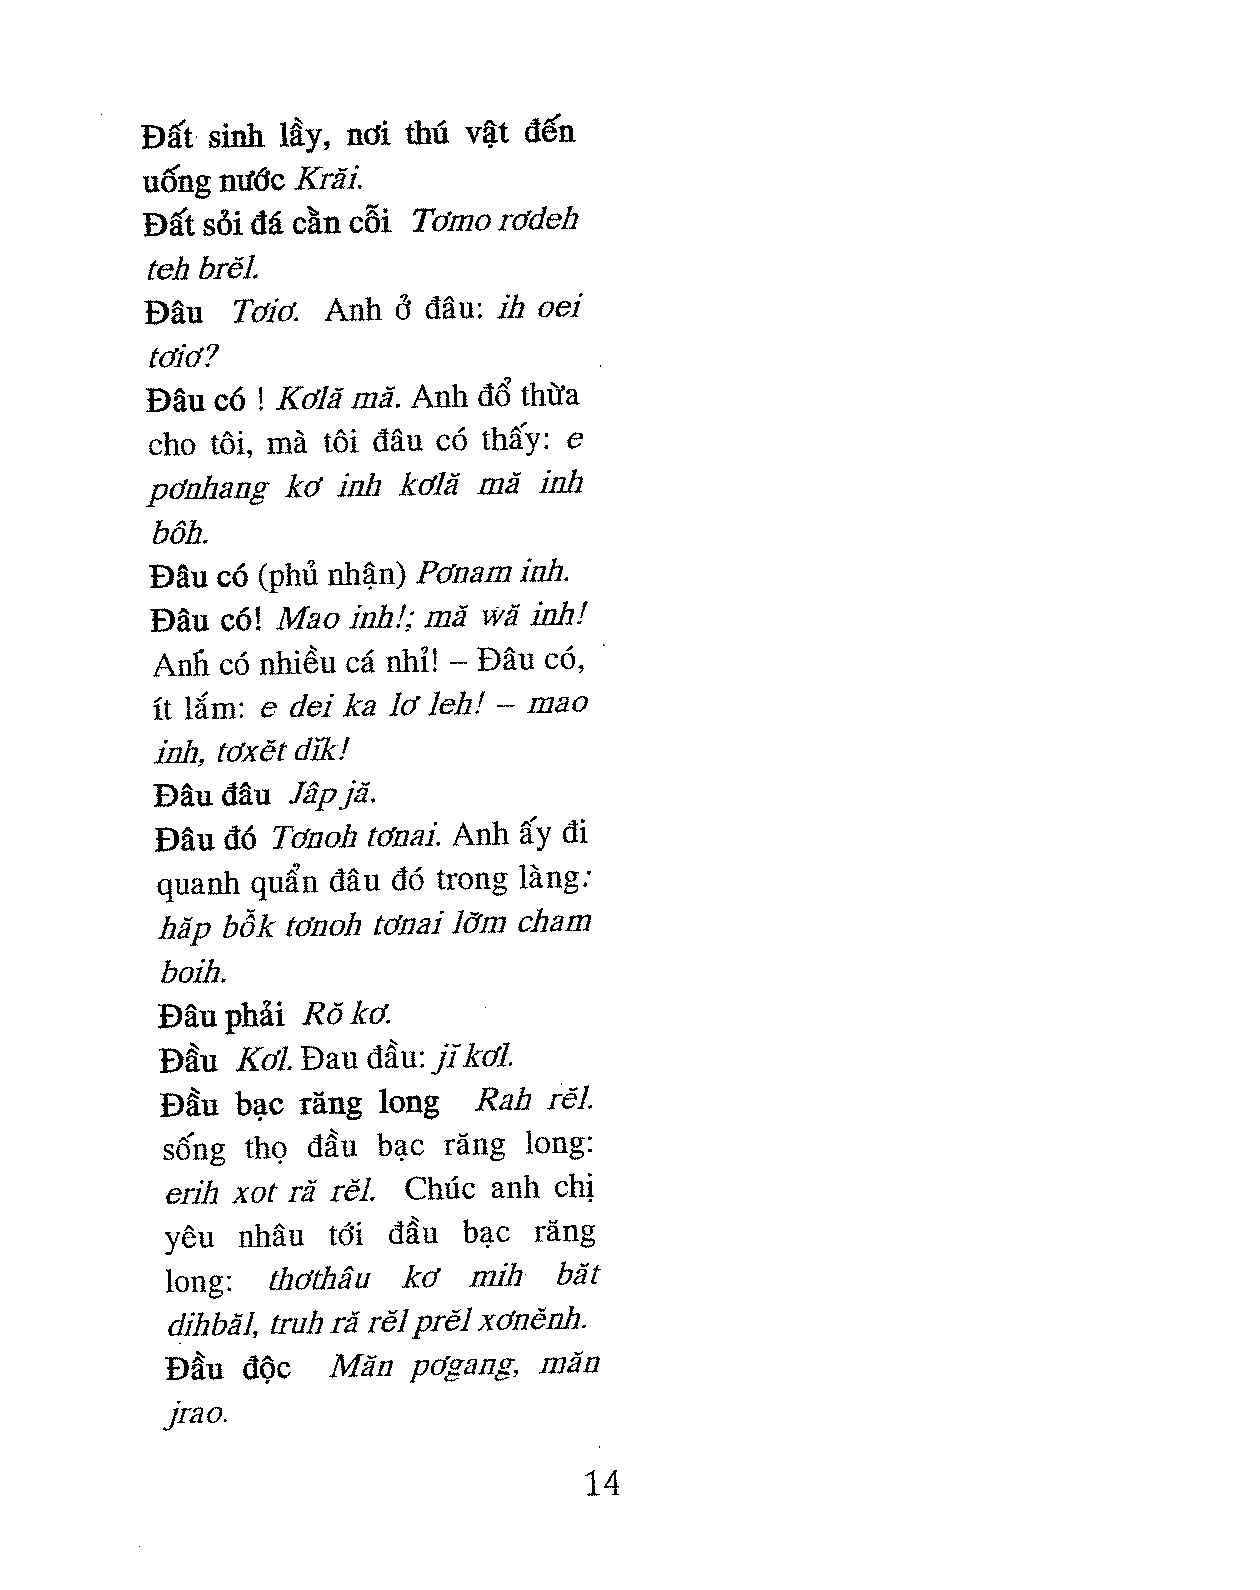 Đất sinh lầy, nơi thú vật đến
uống nước Krăi.
Đất sỏi đá cằn cỗi Tơmo rơdeh
teh brĕl.
Đâu Tơiơ. Anh ở đâu: ih oei
tơiơ?
Đâu có ! Kơlă mă. Anh đổ thừa
cho tôi, mà tôi đâu có thấy: e
pơnhang kơ inh kơlă mă inh
bôh.
Đâu có (phủ nhận) Pơnam inh.
Đâu có! Mao inh!; mă wă inh!
Anh có nhiều cá nhỉ! – Đâu có,
ít lắm: e dei ka lơ leh! – mao
inh, tơxĕt dĭk!
Đâu đâu Jâp jă.
Đâu đó Tơnoh tơnai. Anh ấy đi
quanh quẩn đâu đó trong làng:
hăp bô̆k tơnoh tơnai lơ̆m cham
boih.
Đâu phải Rŏ kơ.
Đầu Kơl. Đau đầu: jĭ kơl.
Đầu bạc răng long Rah rĕl.
sống thọ đầu bạc răng long:
erih xot ră rĕl. Chúc anh chị
yêu nhâu tới đầu bạc răng
long: thơthâu kơ mih băt
dihbăl, truh ră rĕl prĕl xơnĕnh.
Đầu độc Măn pơgang, măn
jrao.
14